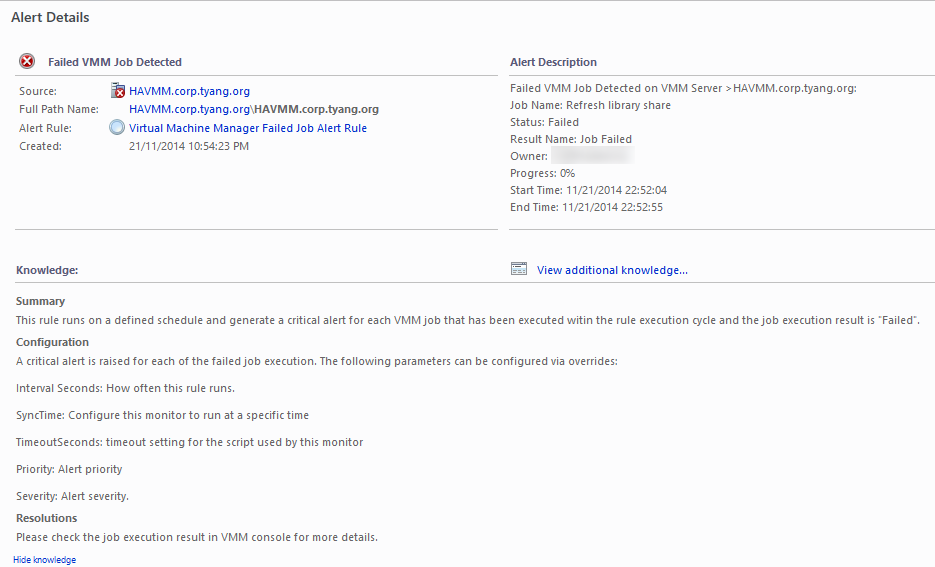 Alert Details
Failed VMM Job Detected
Source: HAVMM.corp.tyang.org
Full Path Name: HAVMM.corp.tyang.org\HAVMM.corp.tyang.org
Alert Rule: Virtual Machine Manager Failed Job Alert Rule
Created: 21/11/2014 10:54:23 PM
Alert Description
Failed VMM Job Detected on VMM Server >HAVMM.corp.tyang.org:
Job Name: Refresh library share
Status: Failed
Result Name: Job Failed
Owner:
Progress: 0%
Start Time: 11/21/2014 22:52:04
End Time: 11/21/2014 22:52:55
Knowledge:
View additional knowledge...
Summary
This rule runs on a defined schedule and generate a critical alert for each VMM job that has been executed witin the rule execution cycle and the job execution result is "Failed".
Configuration
A critical alert is raised for each of the failed job execution. The following parameters can be configured via overrides:
Interval Seconds: How often this rule runs.
SyncTime: Configure this monitor to run at a specific time
TimeoutSeconds: timeout setting for the script used by this monitor
Priority: Alert priority
Severity: Alert severity.
Resolutions
Please check the job execution result in VMM console for more details.
Hide knowledge